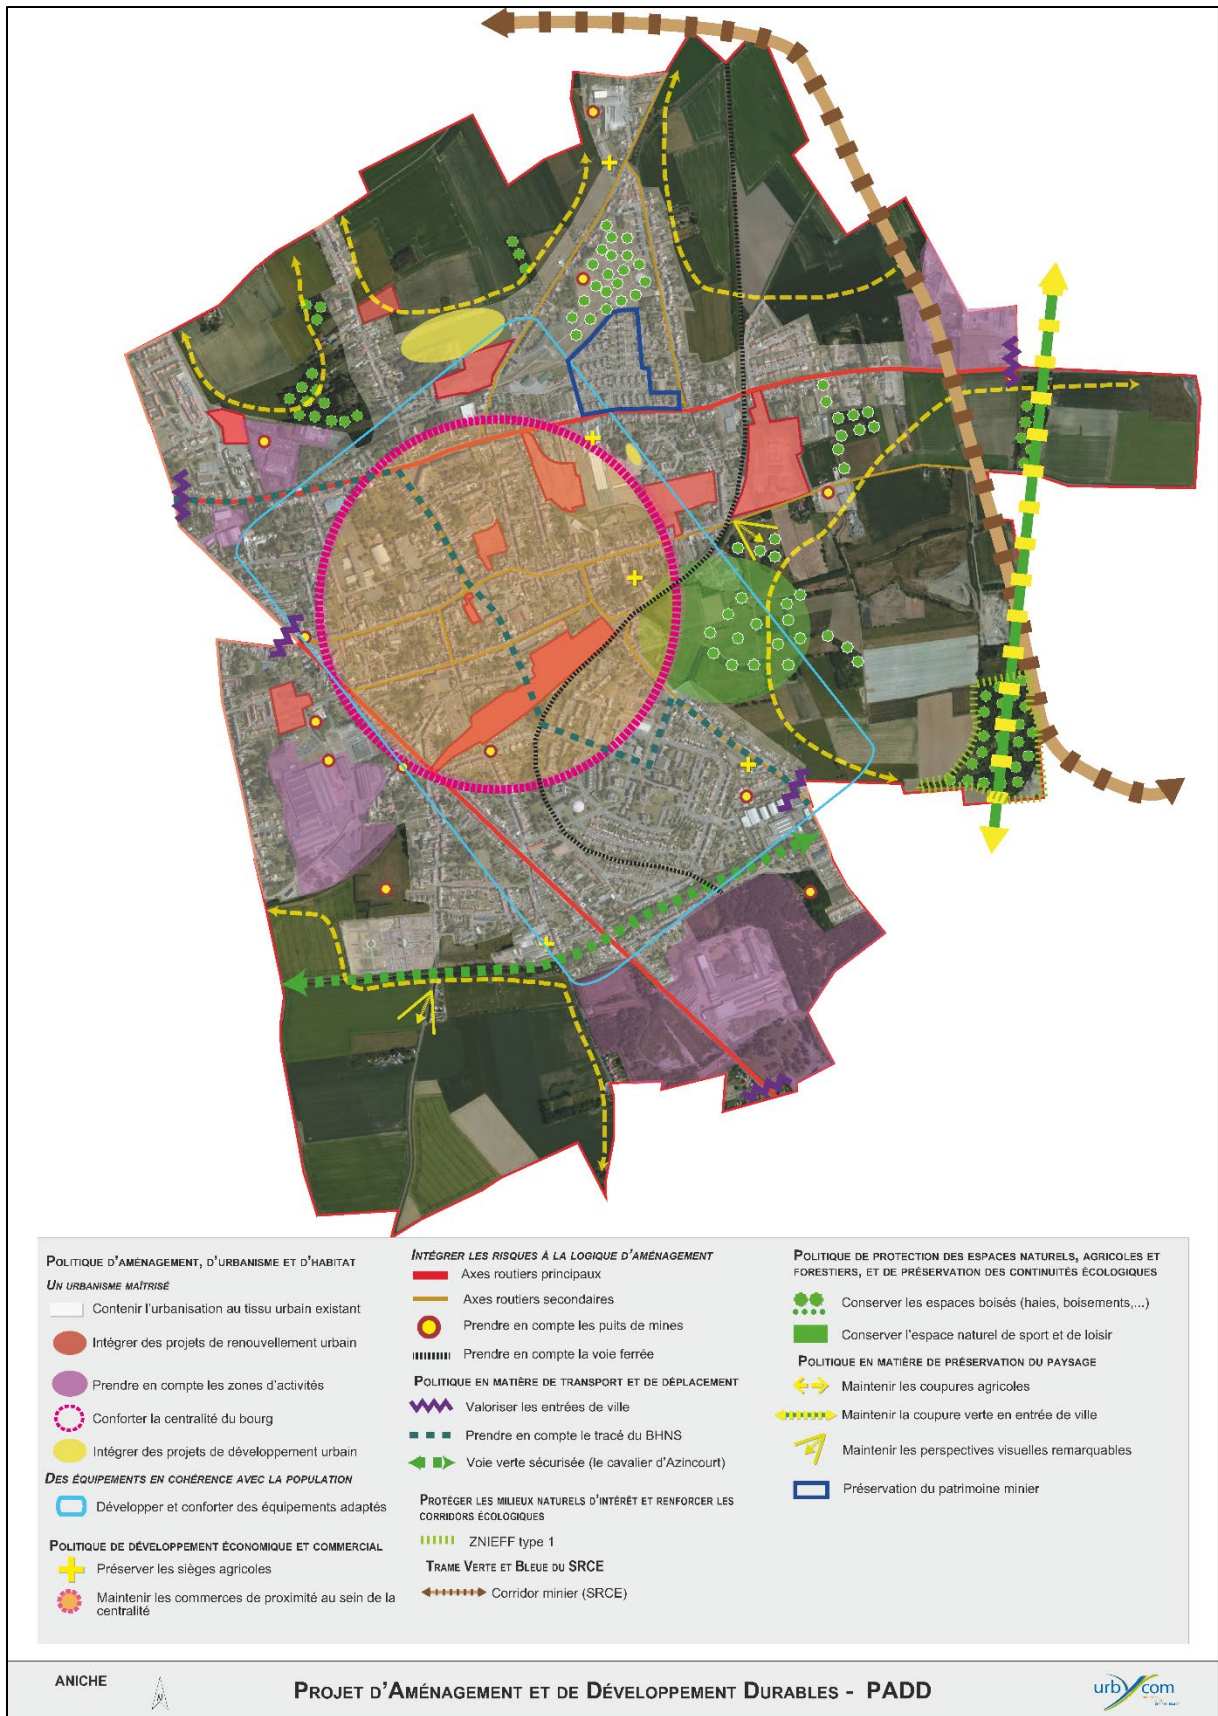 POLITIQUE D'AMÉNAGEMENT, D'URBANISME ET D'HABITAT
UN URBANISME MAÎTRISÉ
Contenir l'urbanisation au tissu urbain existant
Intégrer des projets de renouvellement urbain
Prendre en compte les zones d'activités
Conforter la centralité du bourg
Intégrer des projets de développement urbain
DES ÉQUIPEMENTS EN COHÉRENCE AVEC LA POPULATION
Développer et conforter des équipements adaptés
POLITIQUE DE DÉVELOPPEMENT ÉCONOMIQUE ET COMMERCIAL
Préserver les sièges agricoles
Maintenir les commerces de proximité au sein de la
centralité
INTÉGRER LES RISQUES À LA LOGIQUE D'AMÉNAGEMENT
Axes routiers principaux
Axes routiers secondaires
Prendre en compte les puits de mines
Prendre en compte la voie ferrée
POLITIQUE EN MATIÈRE DE TRANSPORT ET DE DÉPLACEMENT
Valoriser les entrées de ville
Prendre en compte le tracé du BHNS
Voie verte sécurisée (le cavalier d'Azincourt)
PROTÉGER LES MILIEUX NATURELS D'INTÉRÊT ET RENFORCER LES
CORRIDORS ÉCOLOGIQUES
ZNIEFF type 1
TRAME VERTE ET BLEUE DU SRCE
Corridor minier (SRCE)
POLITIQUE DE PROTECTION DES ESPACES NATURELS, AGRICOLES ET
FORESTIERS, ET DE PRÉSERVATION DES CONTINUITÉS ÉCOLOGIQUES
Conserver les espaces boisés (haies, boisements,...)
Conserver l'espace naturel de sport et de loisir
POLITIQUE EN MATIÈRE DE PRÉSERVATION DU PAYSAGE
Maintenir les coupures agricoles
Maintenir la coupure verte en entrée de ville
Maintenir les perspectives visuelles remarquables
Préservation du patrimoine minier
ANICHE
N
PROJET D'AMÉNAGEMENT ET DE DÉVELOPPEMENT DURABLES - PADD
urbycom